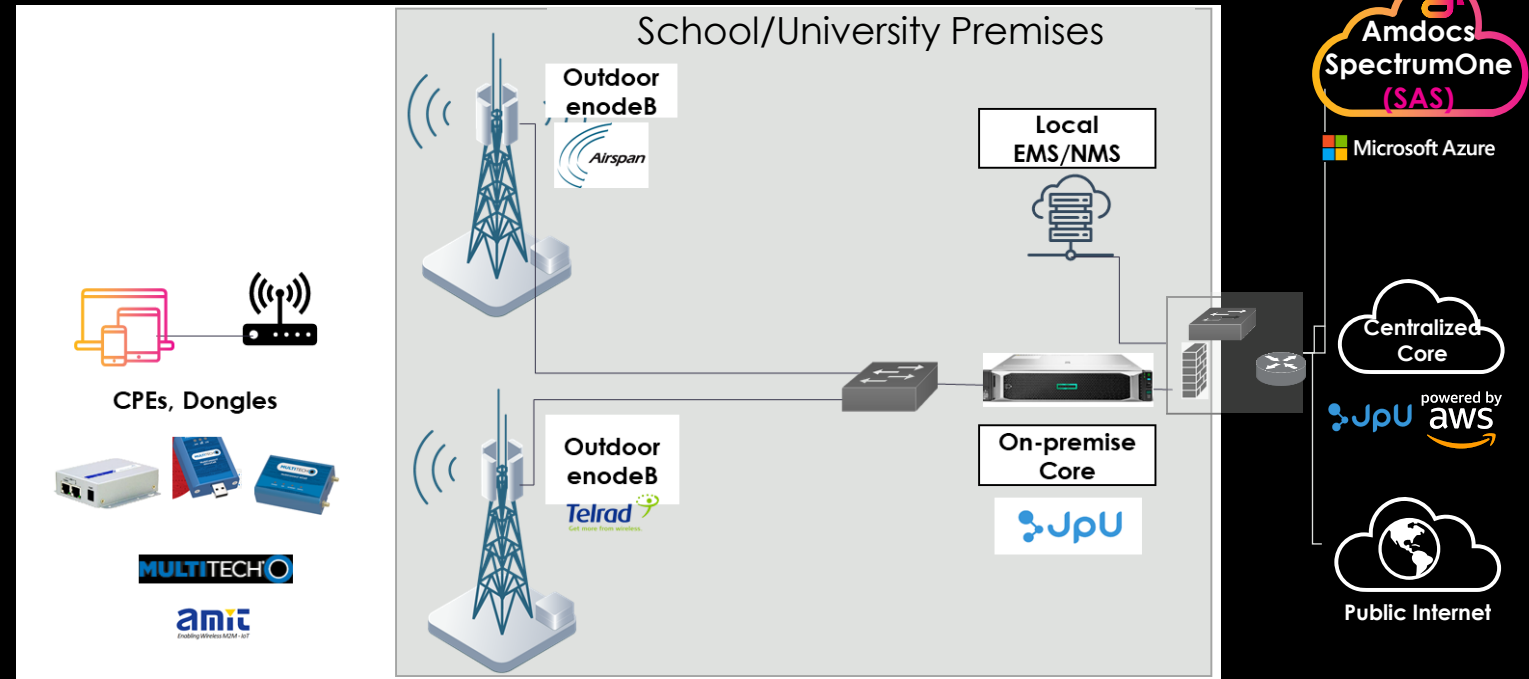 School/University Premises
Outdoor
enodeB
Airspan
Local
EMS/NMS
Amdocs
SpectrumOne
(SAS)
Microsoft Azure
CPEs, Dongles
MULTITECH
MULTITECH
MULTITECH
amit
Enabling Wireless M2M - IoT
Outdoor
enodeB
Telrad
Get more from wireless.
On-premise
Core
JpU
Centralized
Core
JpU
powered by
aws
Public Internet